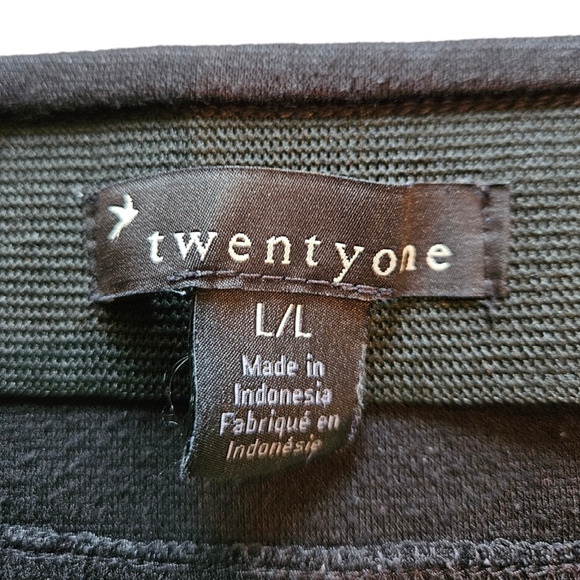 twentyone
L/L
Made in
Indonesia
Fabriqué en
Indonésie